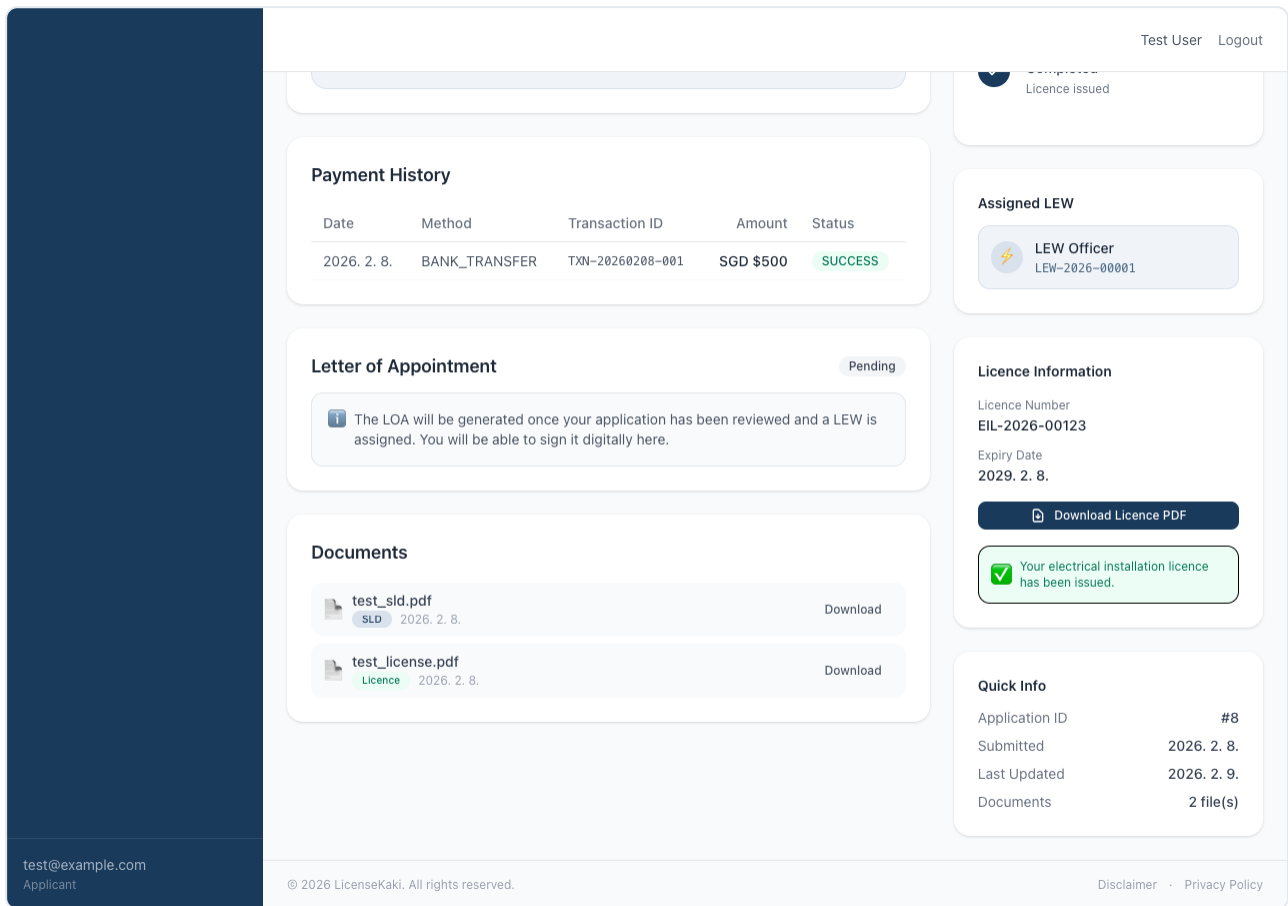 Test User Logout
Completed
Licence issued
Payment History
Date Method Transaction ID Amount Status
2026. 2. 8. BANK_TRANSFER TXN-20260208-001 SGD $500 SUCCESS
Letter of Appointment Pending
The LOA will be generated once your application has been reviewed and a LEW is
assigned. You will be able to sign it digitally here.
Documents
test_sld.pdf
SLD 2026. 2. 8.
Download
test_license.pdf
Licence 2026. 2. 8.
Download
Assigned LEW
LEW Officer
LEW-2026-00001
Licence Information
Licence Number
EIL-2026-00123
Expiry Date
2029. 2. 8.
Download Licence PDF
Your electrical installation licence
has been issued.
Quick Info
Application ID #8
Submitted 2026. 2. 8.
Last Updated 2026. 2. 9.
Documents 2 file(s)
test@example.com
Applicant
© 2026 LicenseKaki. All rights reserved.
Disclaimer · Privacy Policy